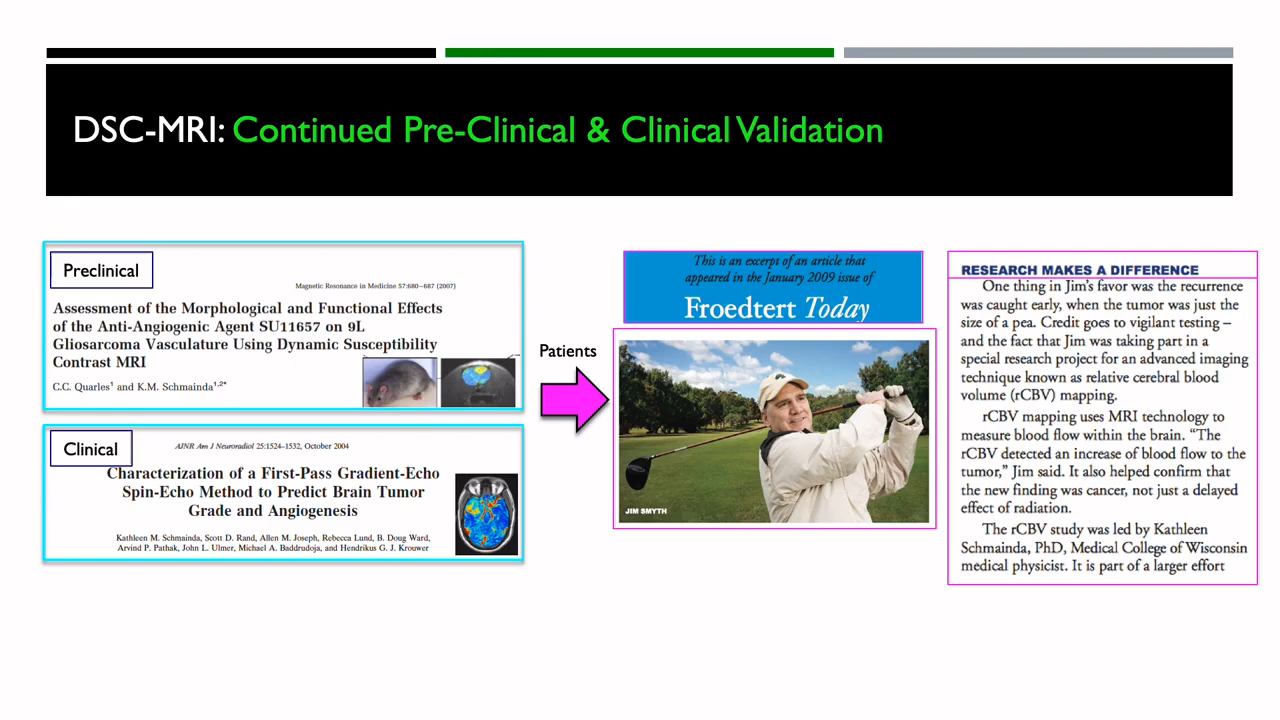 DSC-MRI: Continued Pre-Clinical & Clinical Validation
Preclinical
Magnetic Resonance in Medicine 57:680–687 (2007)
Assessment of the Morphological and Functional Effects
of the Anti-Angiogenic Agent SU11657 on 9L
Gliosarcoma Vasculature Using Dynamic Susceptibility
Contrast MRI
C.C. Quarles¹ and K.M. Schmainda¹,²*
Clinical
AJNR Am J Neuroradiol 25:1524–1532, October 2004
Characterization of a First-Pass Gradient-Echo
Spin-Echo Method to Predict Brain Tumor
Grade and Angiogenesis
Kathleen M. Schmainda, Scott D. Rand, Allen M. Joseph, Rebecca Lund, B. Doug Ward,
Arvind P. Pathak, John L. Ulmer, Michael A. Baddrudoja, and Hendrikus G. J. Krouwer
Patients
This is an excerpt of an article that
appeared in the January 2009 issue of
Froedtert Today
JIM SMYTH
RESEARCH MAKES A DIFFERENCE
One thing in Jim's favor was the recurrence
was caught early, when the tumor was just the
size of a pea. Credit goes to vigilant testing –
and the fact that Jim was taking part in a
special research project for an advanced imaging
technique known as relative cerebral blood
volume (rCBV) mapping.
rCBV mapping uses MRI technology to
measure blood flow within the brain. “The
rCBV detected an increase of blood flow to the
tumor,” Jim said. It also helped confirm that
the new finding was cancer, not just a delayed
effect of radiation.
The rCBV study was led by Kathleen
Schmainda, PhD, Medical College of Wisconsin
medical physicist. It is part of a larger effort